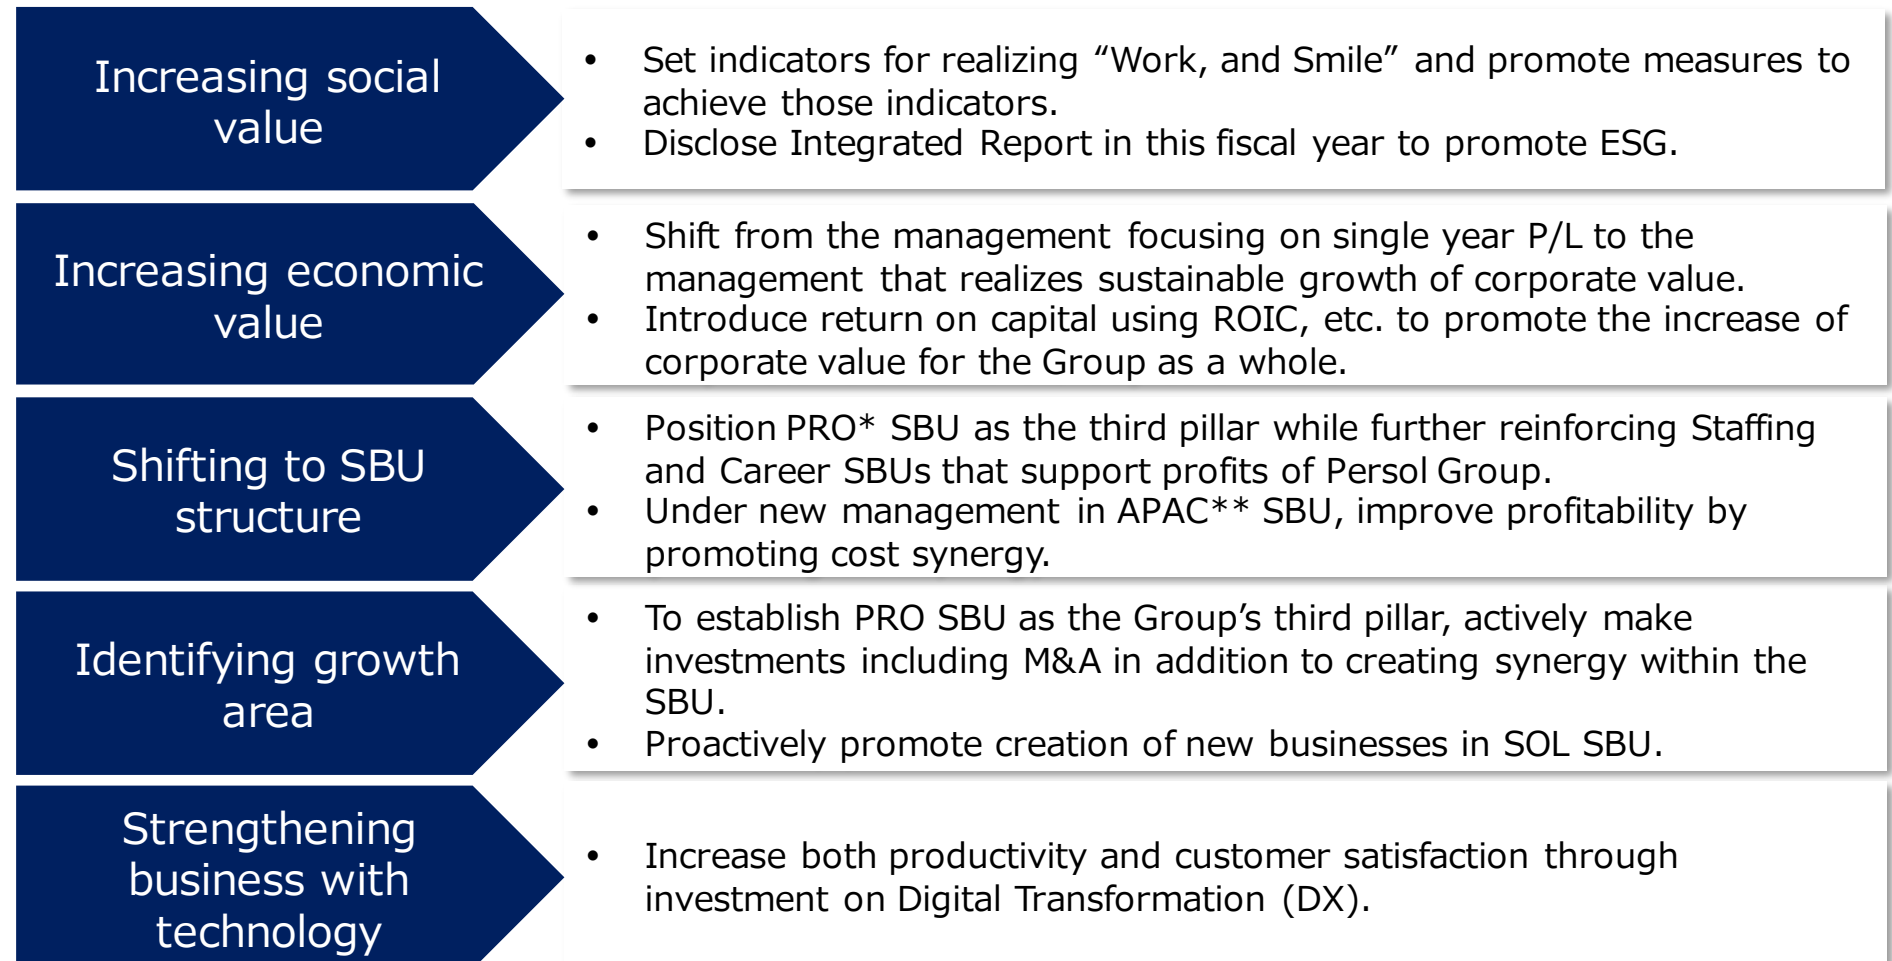 Increasing social
value
• Set indicators for realizing “Work, and Smile” and promote measures to
achieve those indicators.
• Disclose Integrated Report in this fiscal year to promote ESG.
Increasing economic
value
• Shift from the management focusing on single year P/L to the
management that realizes sustainable growth of corporate value.
• Introduce return on capital using ROIC, etc. to promote the increase of
corporate value for the Group as a whole.
Shifting to SBU
structure
• Position PRO* SBU as the third pillar while further reinforcing Staffing
and Career SBUs that support profits of Persol Group.
• Under new management in APAC** SBU, improve profitability by
promoting cost synergy.
Identifying growth
area
• To establish PRO SBU as the Group’s third pillar, actively make
investments including M&A in addition to creating synergy within the
SBU.
• Proactively promote creation of new businesses in SOL SBU.
Strengthening
business with
technology
• Increase both productivity and customer satisfaction through
investment on Digital Transformation (DX).